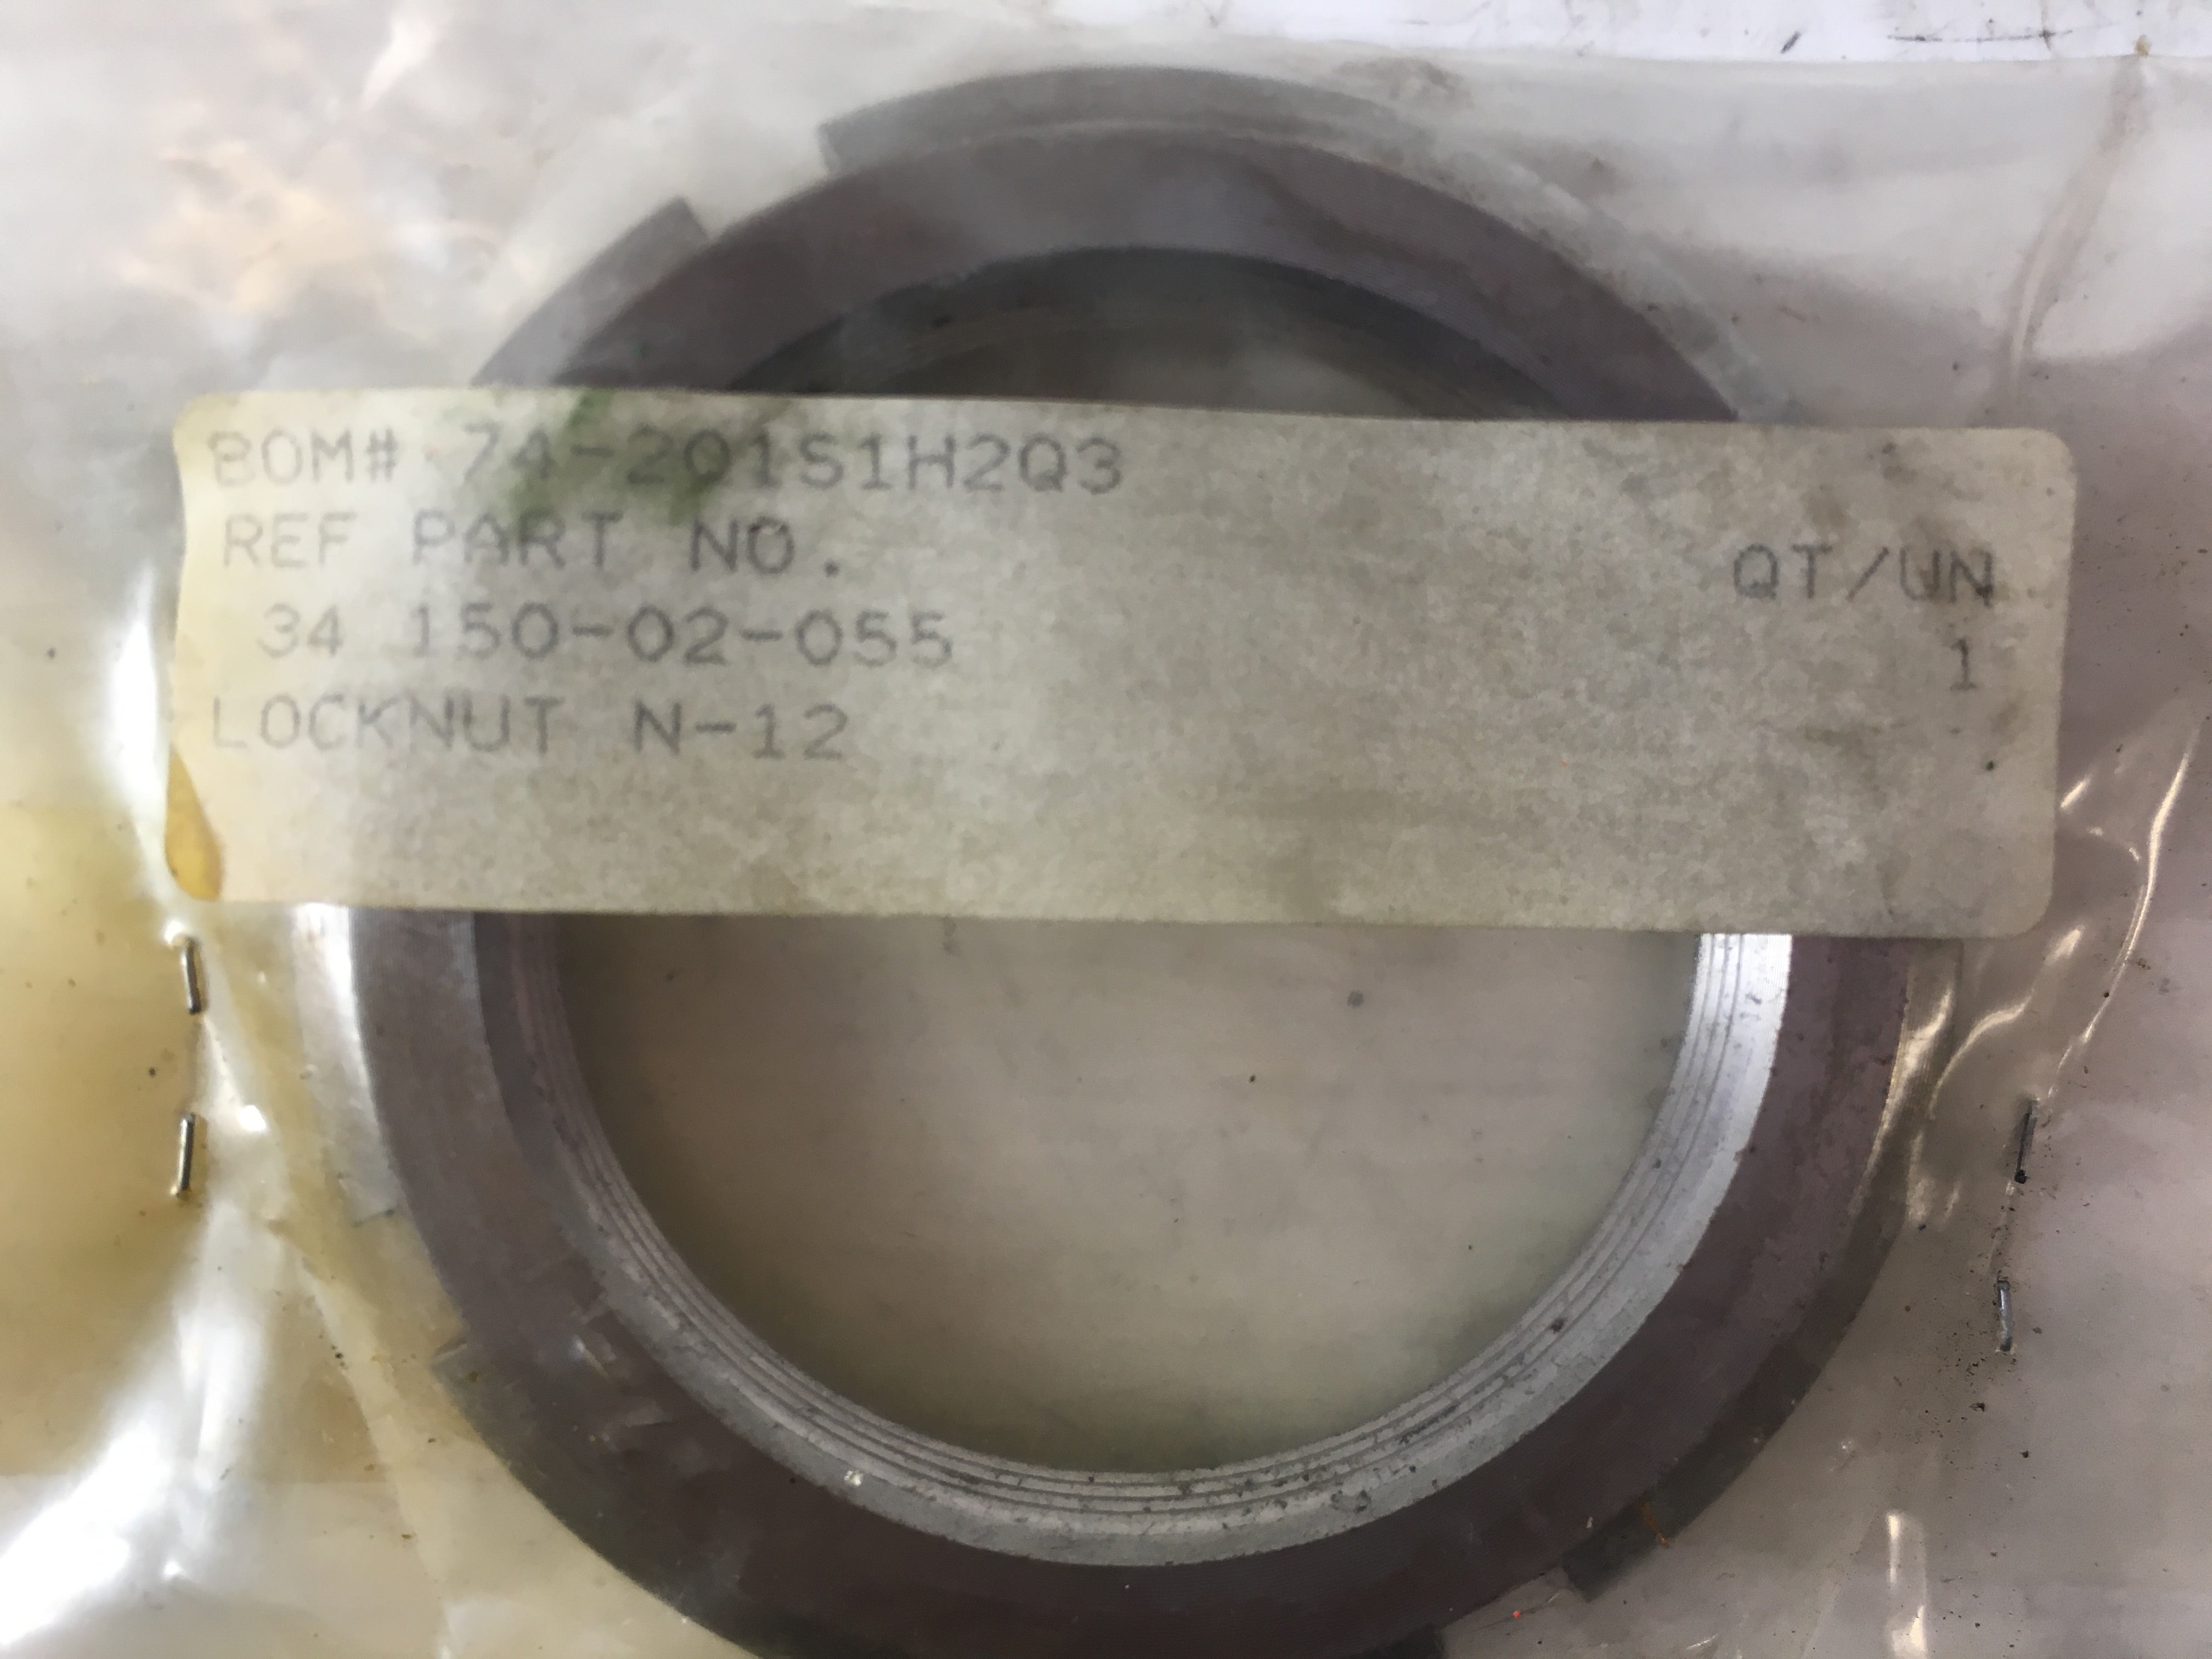 BOM# 74-201S1H2Q3
REF PART NO. QT/UN
34 150-02-055 1
LOCKNUT N-12